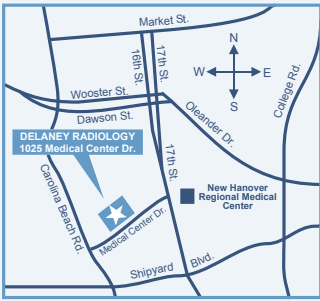 Market St.
16th St.
17th St.
N
W
E
S
College Rd.
Wooster St.
Dawson St.
Oleander Dr.
DELANEY RADIOLOGY
1025 Medical Center Dr.
17th St.
Carolina Beach Rd.
New Hanover
Regional Medical
Center
Medical Center Dr.
Shipyard Blvd.